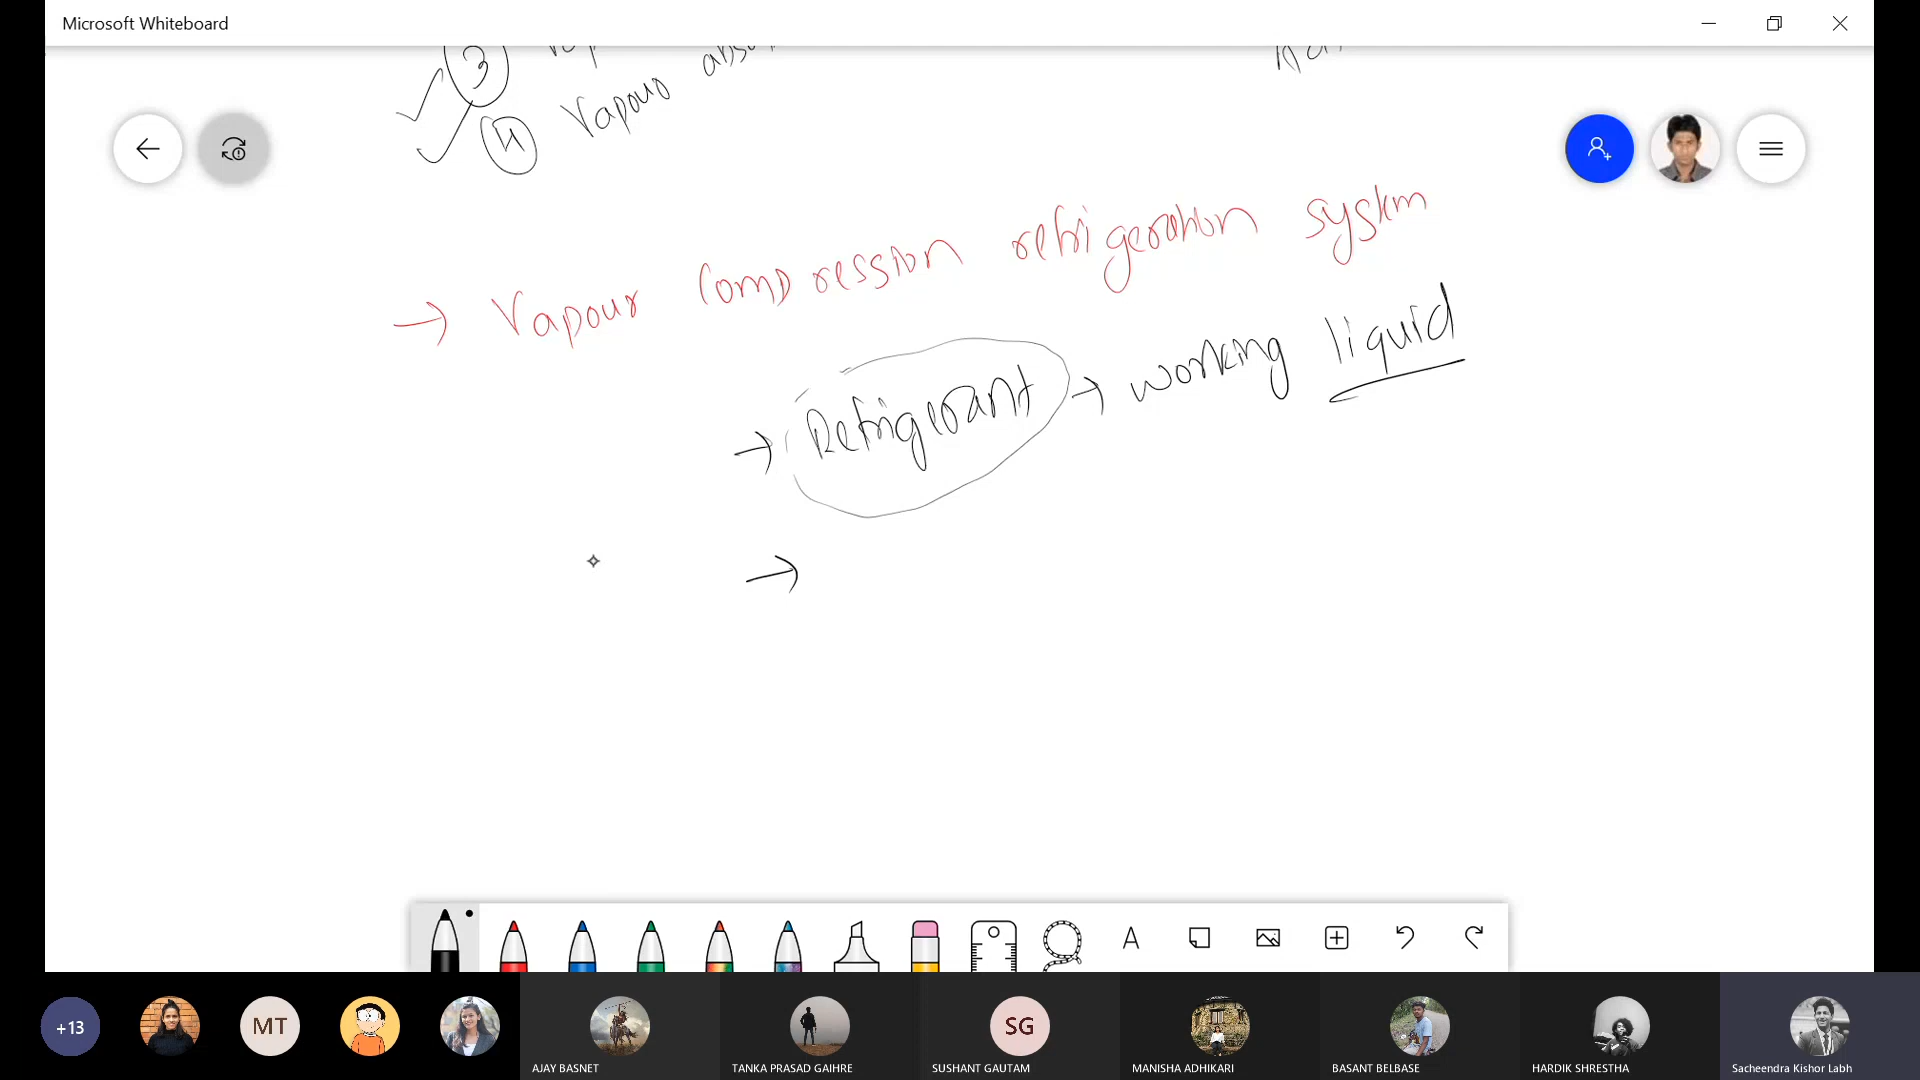 Microsoft Whiteboard
3
4 Vapour
→ Vapour Compression refrigeration system
→ Refrigerant → working liquid
→
+13
MT
SG
AJAY BASNET
TANKA PRASAD GAIHRE
SUSHANT GAUTAM
MANISHA ADHIKARI
BASANT BELBASE
HARDIK SHRESTHA
Sacheendra Kishor Labh